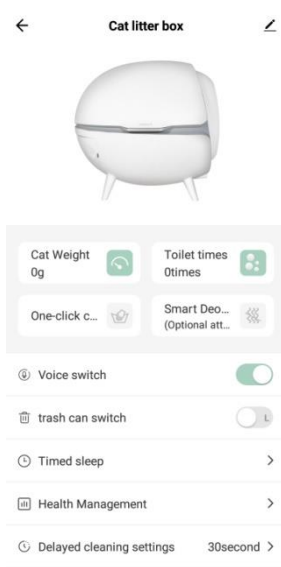 Cat litter box
Cat Weight
0g
Toilet times
0times
One-click c...
Smart Deo...
(Optional att...
Voice switch
trash can switch
L
Timed sleep
Health Management
Delayed cleaning settings 30second